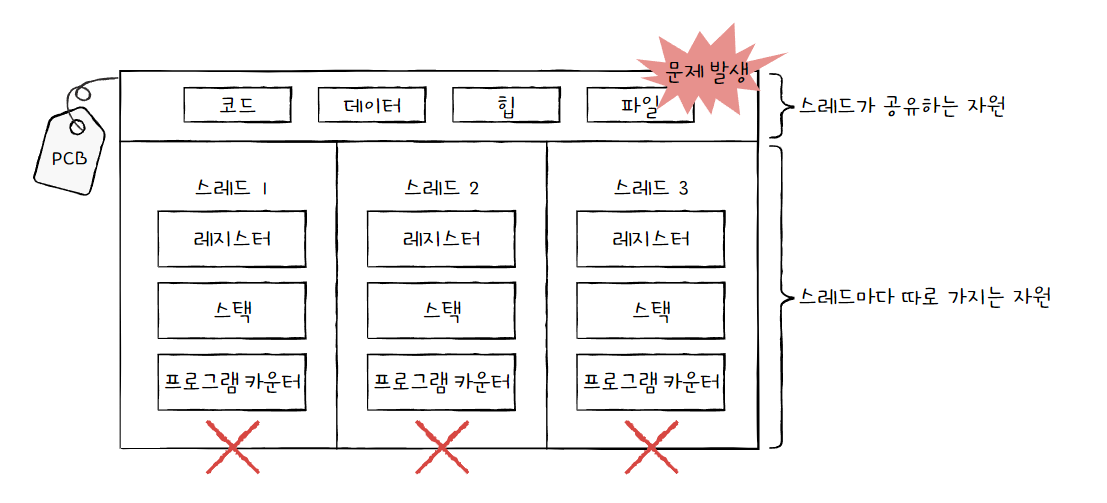 문제 발생
코드 데이터 힙 파일
스레드가 공유하는 자원
PCB
스레드 1 스레드 2 스레드 3
레지스터 레지스터 레지스터
스택 스택 스택
스레드마다 따로 가지는 자원
프로그램 카운터 프로그램 카운터 프로그램 카운터